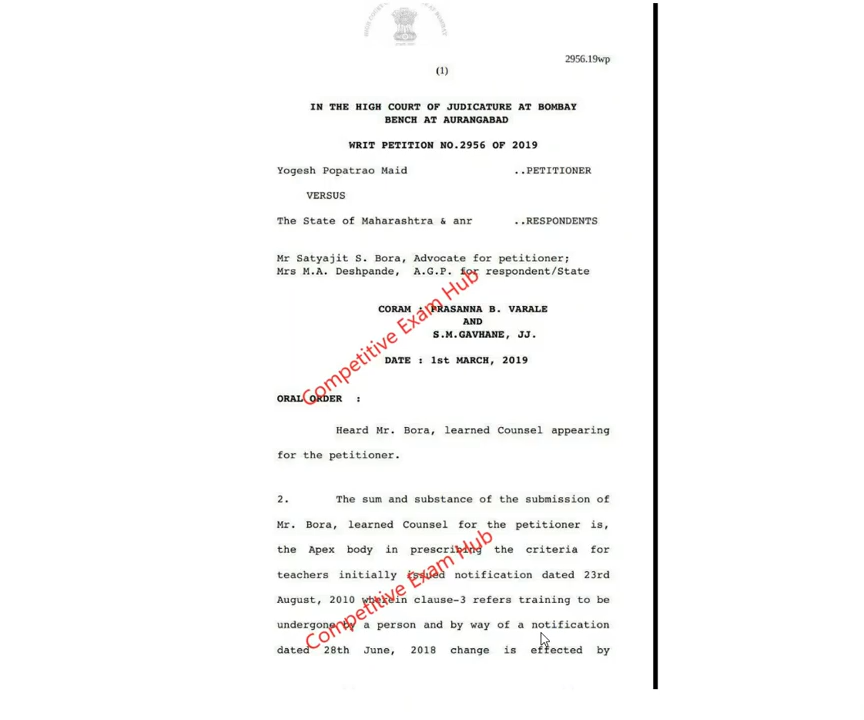 2956.19wp
(1)
IN THE HIGH COURT OF JUDICATURE AT BOMBAY
BENCH AT AURANGABAD
WRIT PETITION NO.2956 OF 2019
Yogesh Popatrao Maid ..PETITIONER
VERSUS
The State of Maharashtra & anr ..RESPONDENTS
Mr Satyajit S. Bora, Advocate for petitioner;
Mrs M.A. Deshpande, A.G.P. for respondent/State
CORAM : PRASANNA B. VARALE
AND
S.M.GAVHANE, JJ.
DATE : 1st MARCH, 2019
Competitive Exam Hub
ORAL ORDER :
Heard Mr. Bora, learned Counsel appearing
for the petitioner.
2. The sum and substance of the submission of
Mr. Bora, learned Counsel for the petitioner is,
the Apex body in prescribing the criteria for
teachers initially issued notification dated 23rd
August, 2010 wherein clause-3 refers training to be
undergone by a person and by way of a notification
dated 28th June, 2018 change is effected by
Competitive Exam Hub